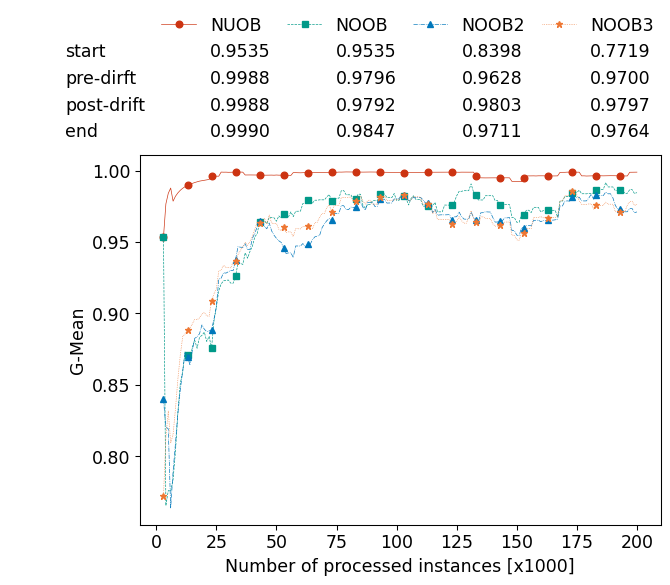 NUOB NOOB NOOB2 NOOB3
start 0.9535 0.9535 0.8398 0.7719
pre-dirft 0.9988 0.9796 0.9628 0.9700
post-drift 0.9988 0.9792 0.9803 0.9797
end 0.9990 0.9847 0.9711 0.9764
1.00
0.95
0.90
0.85
0.80
G-Mean
0 25 50 75 100 125 150 175 200
Number of processed instances [x1000]